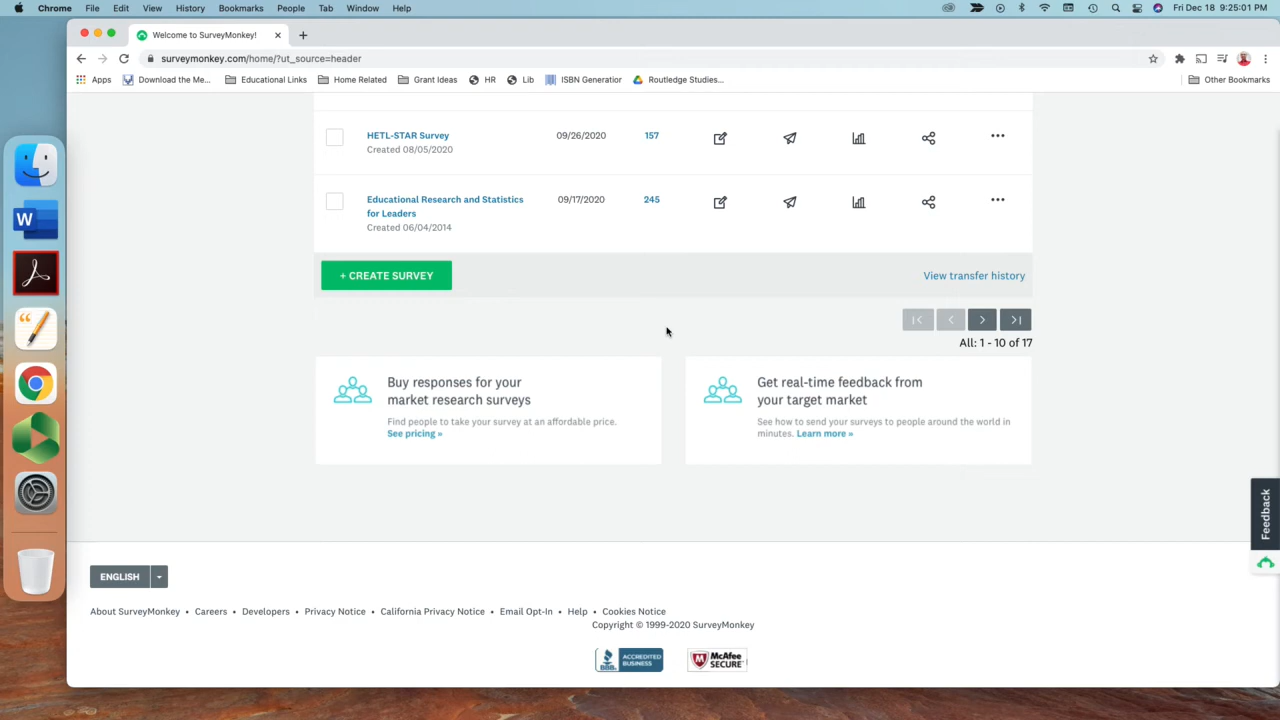 Chrome File Edit View History Bookmarks People Tab Window Help Fri Dec 18 9:25:01 PM
Welcome to SurveyMonkey!
surveymonkey.com/home/?ut_source=header
Apps Download the Me... Educational Links Home Related Grant Ideas HR Lib ISBN Generatior Routledge Studies... Other Bookmarks
HETL-STAR Survey 09/26/2020 157
Created 08/05/2020
Educational Research and Statistics 09/17/2020 245
for Leaders
Created 06/04/2014
+ CREATE SURVEY View transfer history
All: 1 - 10 of 17
Buy responses for your
market research surveys
Find people to take your survey at an affordable price.
See pricing »
Get real-time feedback from
your target market
See how to send your surveys to people around the world in
minutes. Learn more »
Feedback
ENGLISH
About SurveyMonkey • Careers • Developers • Privacy Notice • California Privacy Notice • Email Opt-In • Help • Cookies Notice
Copyright © 1999-2020 SurveyMonkey
BBB. ACCREDITED
BUSINESS
McAfee
SECURE